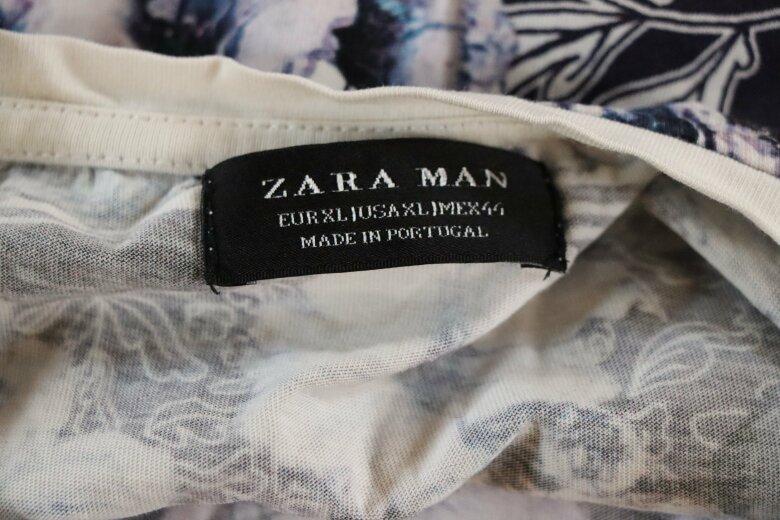 ZARA MAN
EUR XL|USA XL|MEX 44
MADE IN PORTUGAL